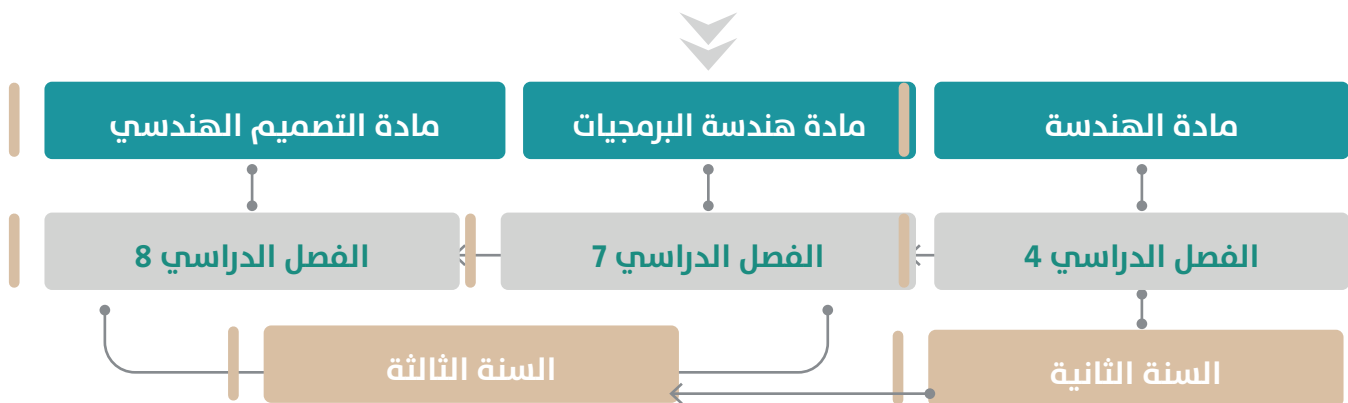 مادة الهندسة
مادة هندسة البرمجيات
مادة التصميم الهندسي
الفصل الدراسي 4
الفصل الدراسي 7
الفصل الدراسي 8
السنة الثانية
السنة الثالثة